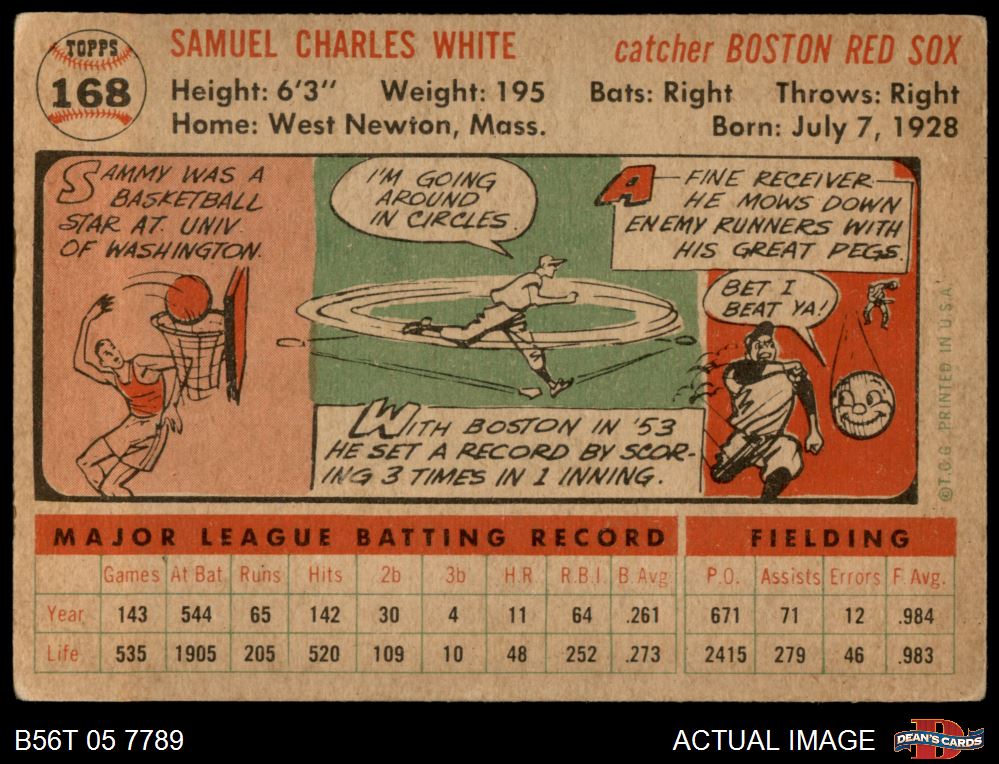 TOPPS
168
SAMUEL CHARLES WHITE
catcher BOSTON RED SOX
Height: 6'3" Weight: 195 Bats: Right Throws: Right
Home: West Newton, Mass. Born: July 7, 1928
SAMMY WAS A
BASKETBALL
STAR AT UNIV.
OF WASHINGTON.
I'M GOING
AROUND
IN CIRCLES.
WITH BOSTON IN '53
HE SET A RECORD BY SCOR-
ING 3 TIMES IN 1 INNING.
A FINE RECEIVER
HE MOWS DOWN
ENEMY RUNNERS WITH
HIS GREAT PEGS.
BET I
BEAT YA!
©T.C.G. PRINTED IN U.S.A.
MAJOR LEAGUE BATTING RECORD FIELDING
Games At Bat Runs Hits 2b 3b H.R. R.B.I. B. Avg. P.O. Assists Errors F. Avg.
Year 143 544 65 142 30 4 11 64 .261 671 71 12 .984
Life 535 1905 205 520 109 10 48 252 .273 2415 279 46 .983
B56T 05 7789
ACTUAL IMAGE
DEAN'S CARDS